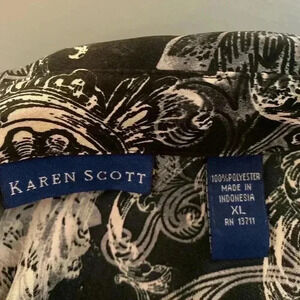 KAREN SCOTT
100% POLYESTER
MADE IN
INDONESIA
XL
RN 13711